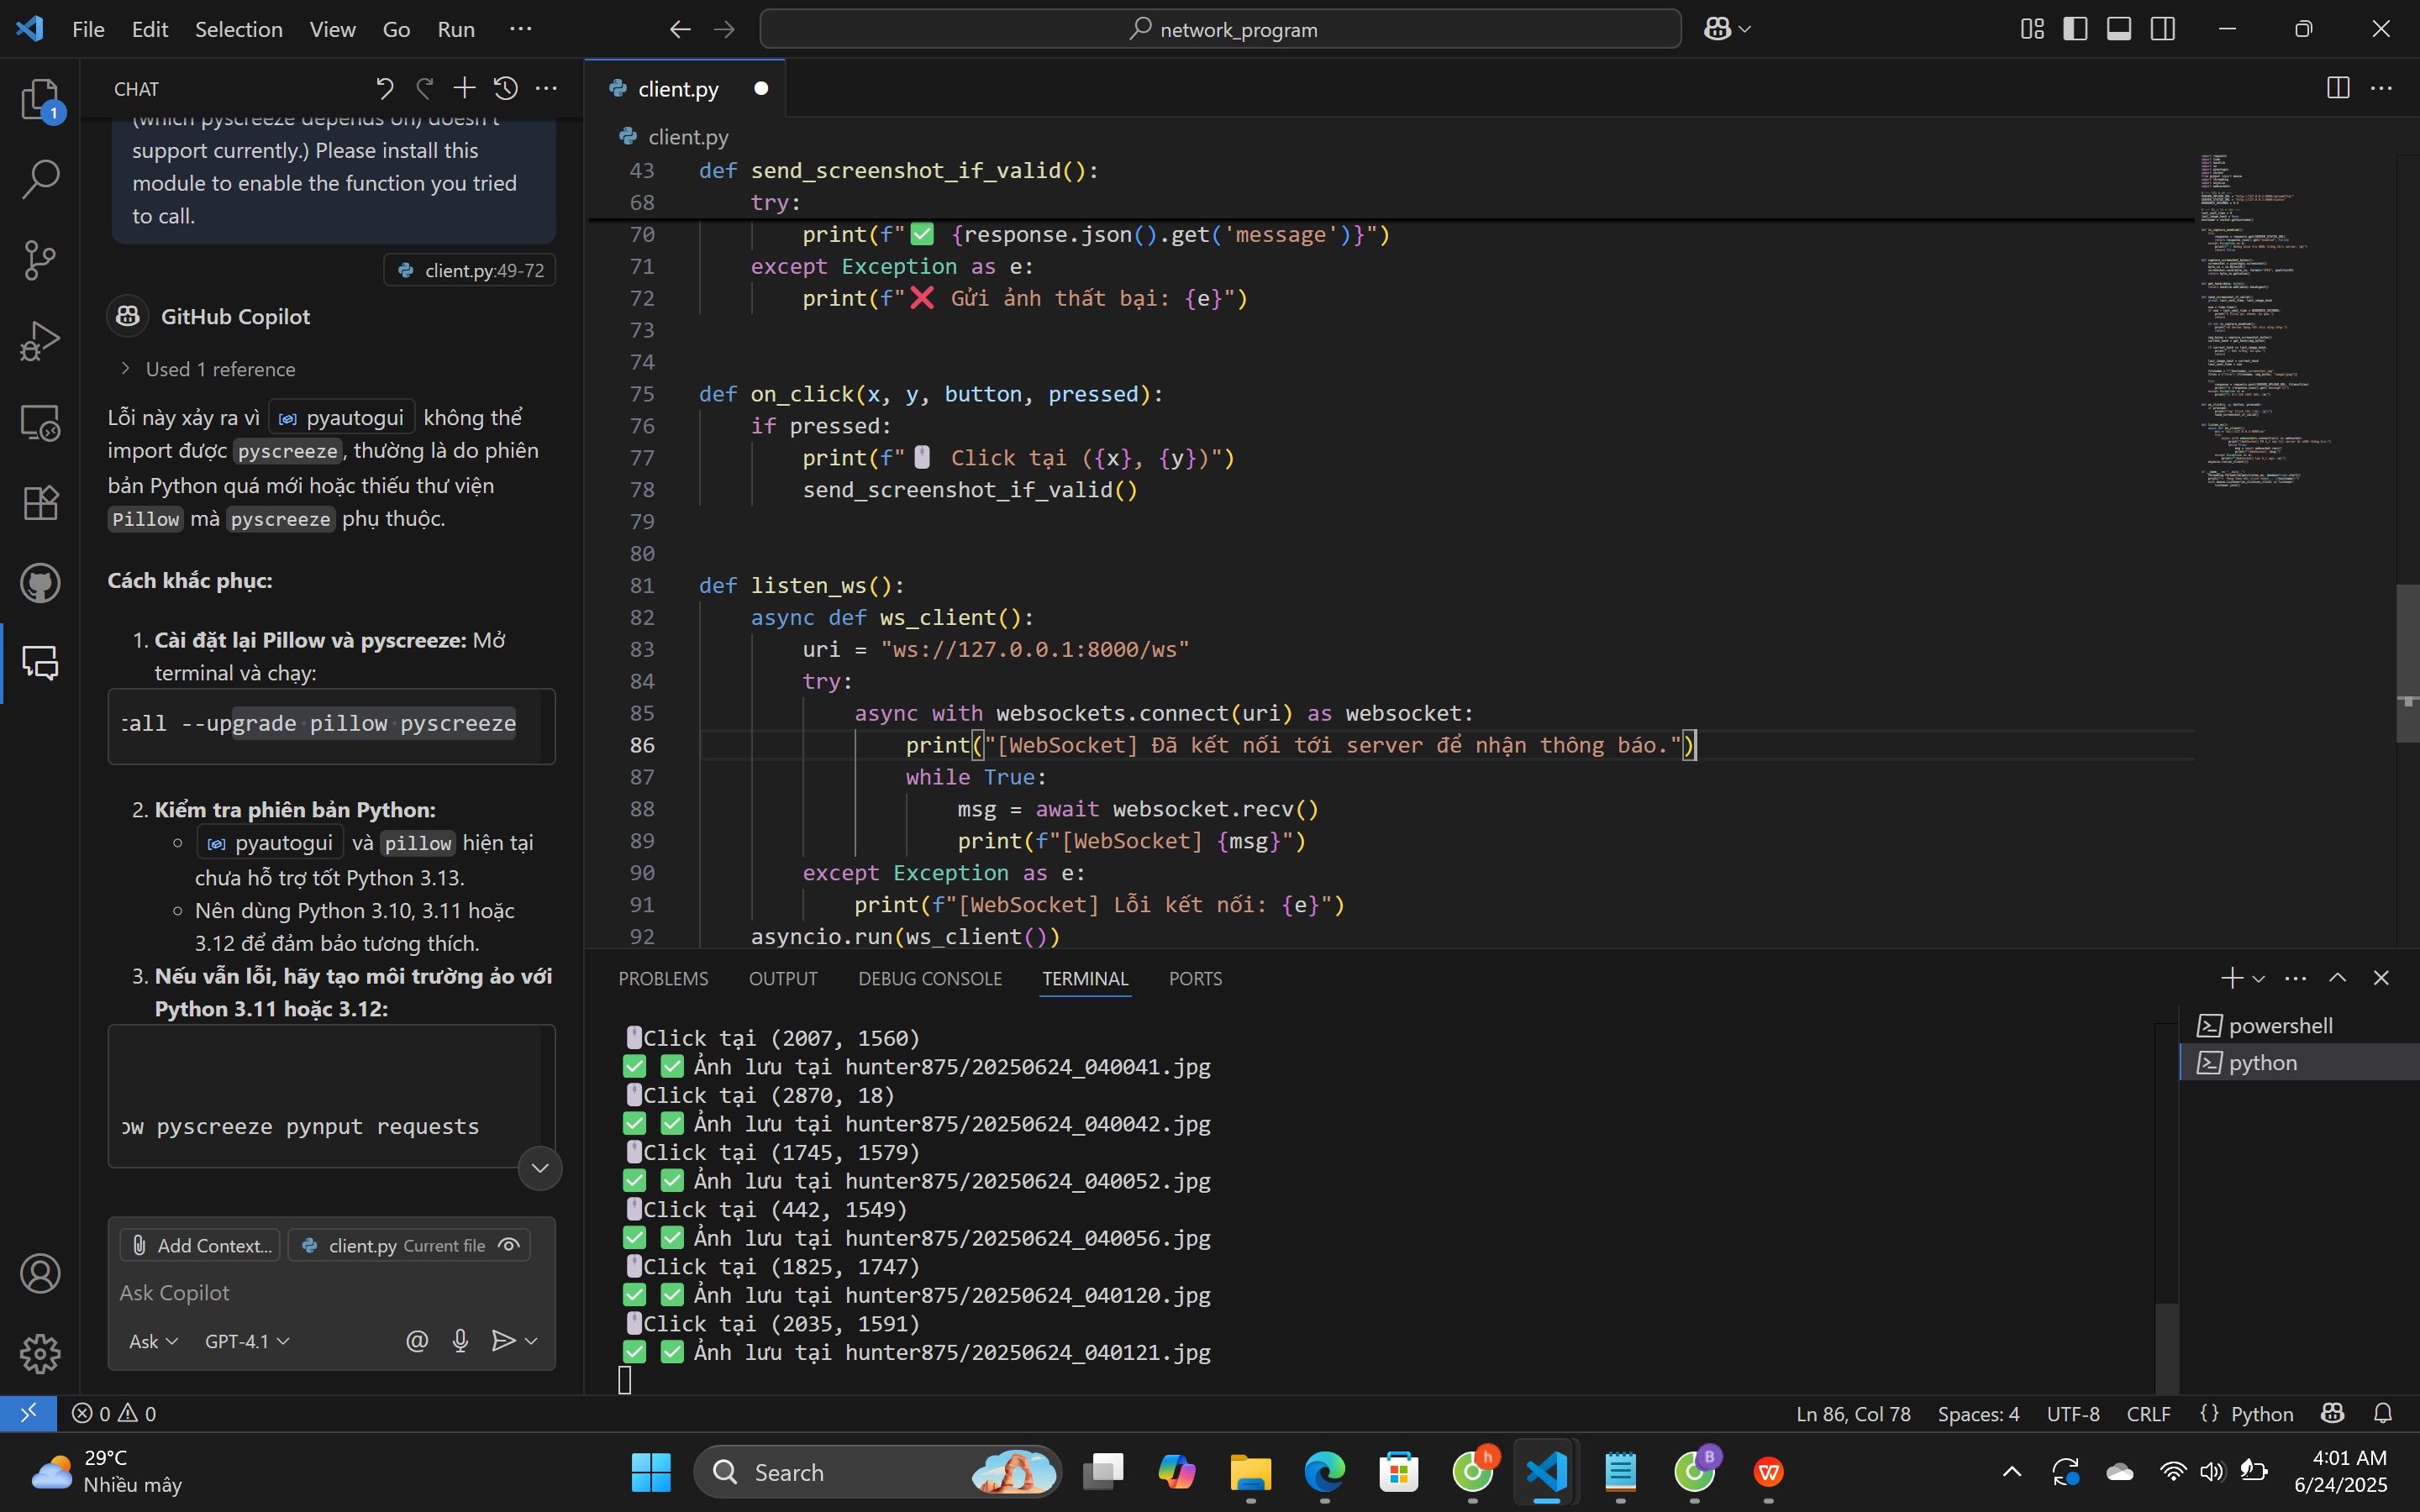 File Edit Selection View Go Run ···
network_program
CHAT
(which pyscreeze depends on) doesn't
support currently.) Please install this
module to enable the function you tried
to call.
client.py:49-72
GitHub Copilot
Used 1 reference
Lỗi này xảy ra vì pyautogui không thể
import được pyscreeze, thường là do phiên
bản Python quá mới hoặc thiếu thư viện
Pillow mà pyscreeze phụ thuộc.
Cách khắc phục:
1. Cài đặt lại Pillow và pyscreeze: Mở
terminal và chạy:
all --upgrade pillow pyscreeze
2. Kiểm tra phiên bản Python:
○ pyautogui và pillow hiện tại
chưa hỗ trợ tốt Python 3.13.
○ Nên dùng Python 3.10, 3.11 hoặc
3.12 để đảm bảo tương thích.
3. Nếu vẫn lỗi, hãy tạo môi trường ảo với
Python 3.11 hoặc 3.12:
ow pyscreeze pynput requests
Add Context... client.py Current file
Ask Copilot
Ask GPT-4.1
client.py
client.py
43 def send_screenshot_if_valid():
68 try:
70 print(f"✅ {response.json().get('message')}")
71 except Exception as e:
72 print(f"❌ Gửi ảnh thất bại: {e}")
73
74
75 def on_click(x, y, button, pressed):
76 if pressed:
77 print(f"🖱️ Click tại ({x}, {y})")
78 send_screenshot_if_valid()
79
80
81 def listen_ws():
82 async def ws_client():
83 uri = "ws://127.0.0.1:8000/ws"
84 try:
85 async with websockets.connect(uri) as websocket:
86 print("[WebSocket] Đã kết nối tới server để nhận thông báo.")
87 while True:
88 msg = await websocket.recv()
89 print(f"[WebSocket] {msg}")
90 except Exception as e:
91 print(f"[WebSocket] Lỗi kết nối: {e}")
92 asyncio.run(ws_client())
PROBLEMS OUTPUT DEBUG CONSOLE TERMINAL PORTS
🖱️Click tại (2007, 1560)
✅ ✅ Ảnh lưu tại hunter875/20250624_040041.jpg
🖱️Click tại (2870, 18)
✅ ✅ Ảnh lưu tại hunter875/20250624_040042.jpg
🖱️Click tại (1745, 1579)
✅ ✅ Ảnh lưu tại hunter875/20250624_040052.jpg
🖱️Click tại (442, 1549)
✅ ✅ Ảnh lưu tại hunter875/20250624_040056.jpg
🖱️Click tại (1825, 1747)
✅ ✅ Ảnh lưu tại hunter875/20250624_040120.jpg
🖱️Click tại (2035, 1591)
✅ ✅ Ảnh lưu tại hunter875/20250624_040121.jpg
powershell
python
0 0
Ln 86, Col 78 Spaces: 4 UTF-8 CRLF {} Python
29°C
Nhiều mây
Search
4:01 AM
6/24/2025